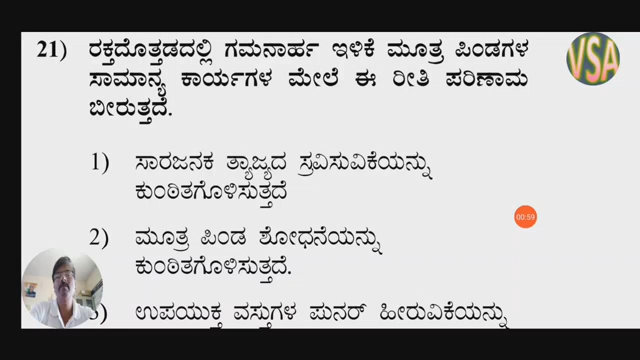 21) ರಕ್ತದೊತ್ತಡದಲ್ಲಿ ಗಮನಾರ್ಹ ಇಳಿಕೆ ಮೂತ್ರ ಪಿಂಡಗಳ
ಸಾಮಾನ್ಯ ಕಾರ್ಯಗಳ ಮೇಲೆ ಈ ರೀತಿ ಪರಿಣಾಮ
ಬೀರುತ್ತದೆ.
1) ಸಾರಜನಕ ತ್ಯಾಜ್ಯದ ಸ್ರವಿಸುವಿಕೆಯನ್ನು
ಕುಂಠಿತಗೊಳಿಸುತ್ತದೆ
2) ಮೂತ್ರ ಪಿಂಡ ಶೋಧನೆಯನ್ನು
ಕುಂಠಿತಗೊಳಿಸುತ್ತದೆ.
3) ಉಪಯುಕ್ತ ವಸ್ತುಗಳ ಪುನರ್ ಹೀರುವಿಕೆಯನ್ನು
VSA
00:59